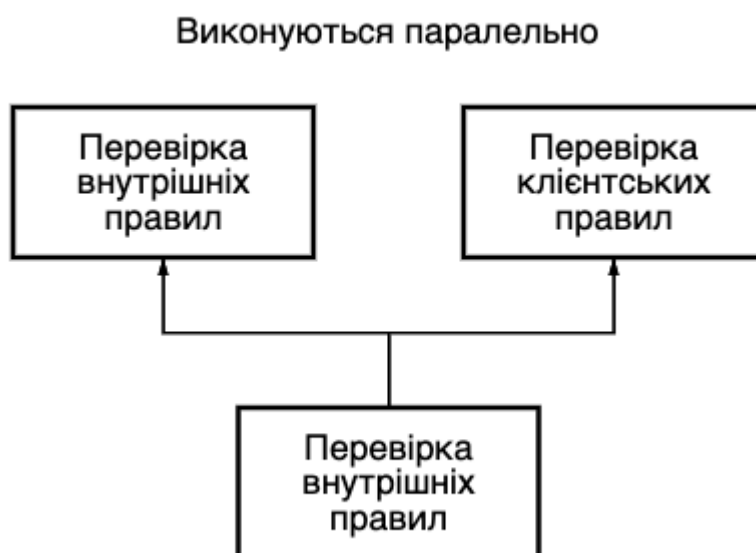 Виконуються паралельно
Перевірка
внутрішніх
правил
Перевірка
клієнтських
правил
Перевірка
внутрішніх
правил